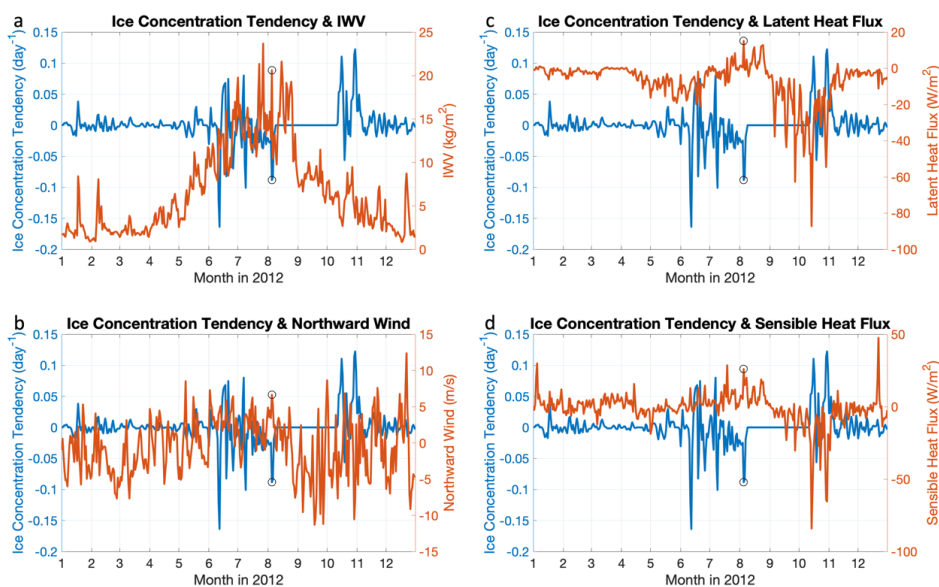 a
Ice Concentration Tendency & IWV
Ice Concentration Tendency (day⁻¹)
0.15
0.1
0.05
0
-0.05
-0.1
-0.15
-0.2
25
20
15
10
5
0
IWV (kg/m²)
1 2 3 4 5 6 7 8 9 10 11 12
Month in 2012
c
Ice Concentration Tendency & Latent Heat Flux
Ice Concentration Tendency (day⁻¹)
0.15
0.1
0.05
0
-0.05
-0.1
-0.15
-0.2
20
0
-20
-40
-60
-80
-100
Latent Heat Flux (W/m²)
1 2 3 4 5 6 7 8 9 10 11 12
Month in 2012
b
Ice Concentration Tendency & Northward Wind
Ice Concentration Tendency (day⁻¹)
0.15
0.1
0.05
0
-0.05
-0.1
-0.15
-0.2
15
10
5
0
-5
-10
-15
Northward Wind (m/s)
1 2 3 4 5 6 7 8 9 10 11 12
Month in 2012
d
Ice Concentration Tendency & Sensible Heat Flux
Ice Concentration Tendency (day⁻¹)
0.15
0.1
0.05
0
-0.05
-0.1
-0.15
-0.2
50
0
-50
-100
Sensible Heat Flux (W/m²)
1 2 3 4 5 6 7 8 9 10 11 12
Month in 2012